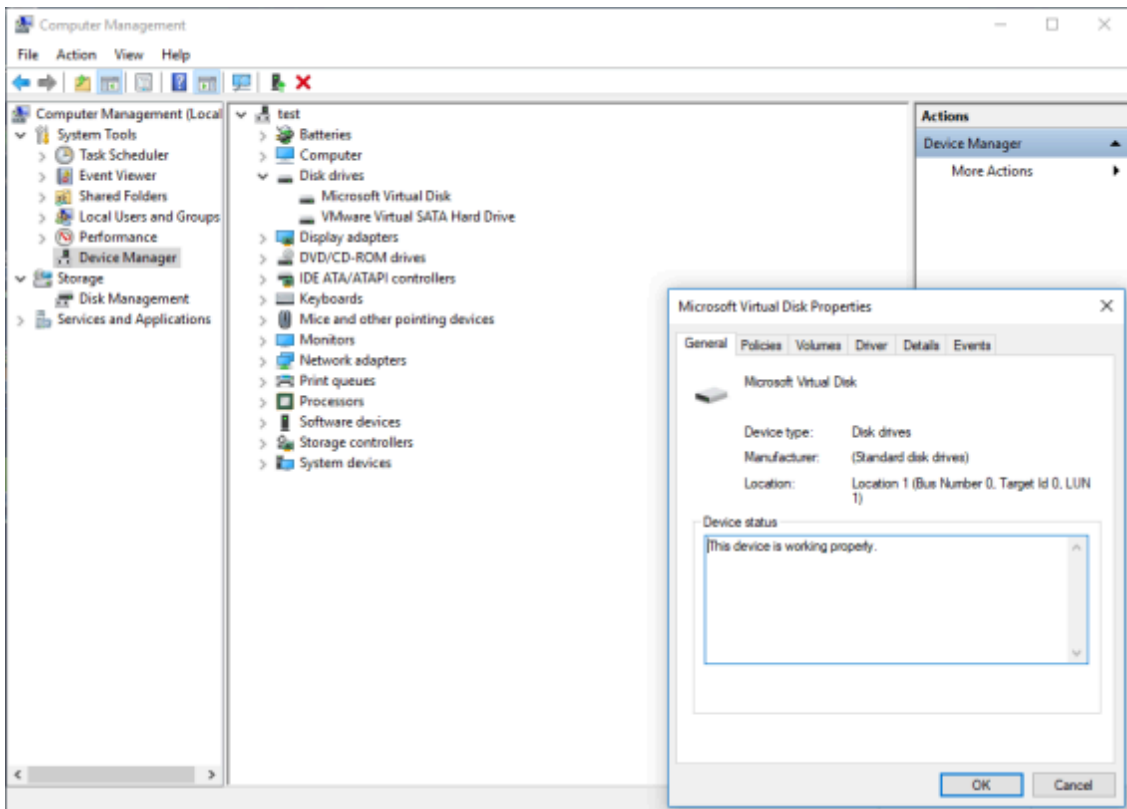 Computer Management
File Action View Help
Computer Management (Local
System Tools
Task Scheduler
Event Viewer
Shared Folders
Local Users and Groups
Performance
Device Manager
Storage
Disk Management
Services and Applications
test
Batteries
Computer
Disk drives
Microsoft Virtual Disk
VMware Virtual SATA Hard Drive
Display adapters
DVD/CD-ROM drives
IDE ATA/ATAPI controllers
Keyboards
Mice and other pointing devices
Monitors
Network adapters
Print queues
Processors
Software devices
Storage controllers
System devices
Actions
Device Manager
More Actions
Microsoft Virtual Disk Properties
General Policies Volumes Driver Details Events
Microsoft Virtual Disk
Device type: Disk drives
Manufacturer: (Standard disk drives)
Location: Location 1 (Bus Number 0, Target Id 0, LUN
1)
Device status
This device is working properly.
OK Cancel